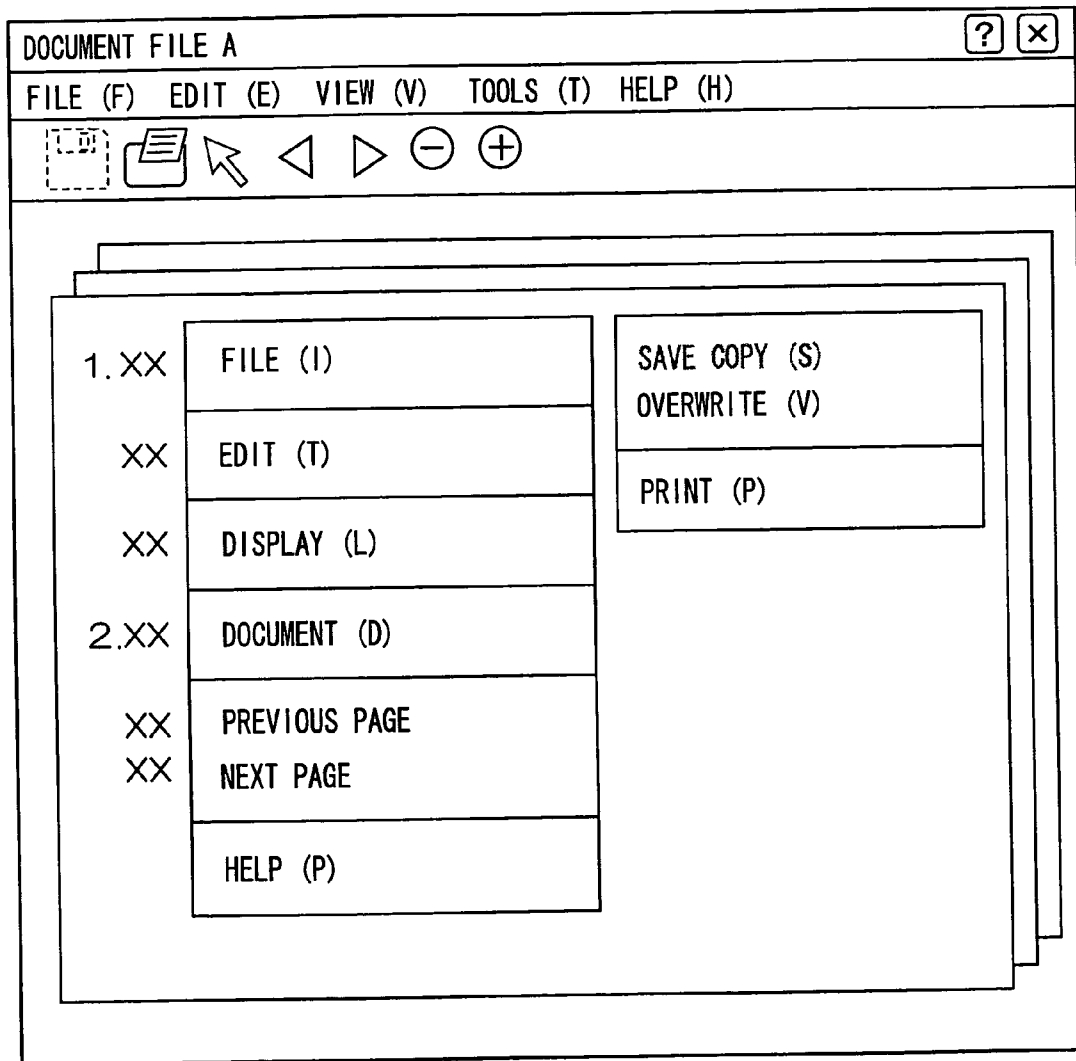 DOCUMENT FILE A ? ×
FILE (F) EDIT (E) VIEW (V) TOOLS (T) HELP (H)
D
1.XX FILE (I)
XX EDIT (T)
XX DISPLAY (L)
2.XX DOCUMENT (D)
XX PREVIOUS PAGE
XX NEXT PAGE
HELP (P)
SAVE COPY (S)
OVERWRITE (V)
PRINT (P)